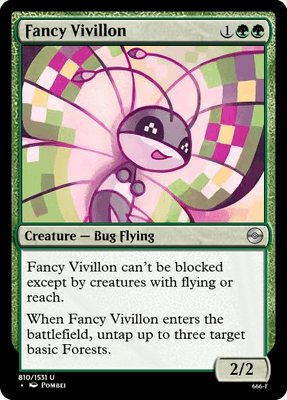 Fancy Vivillon 1
Creature — Bug Flying
Fancy Vivillon can't be blocked
except by creatures with flying or
reach.
When Fancy Vivillon enters the
battlefield, untap up to three target
basic Forests.
2/2
810/1531 U 666-F
• POMBEI